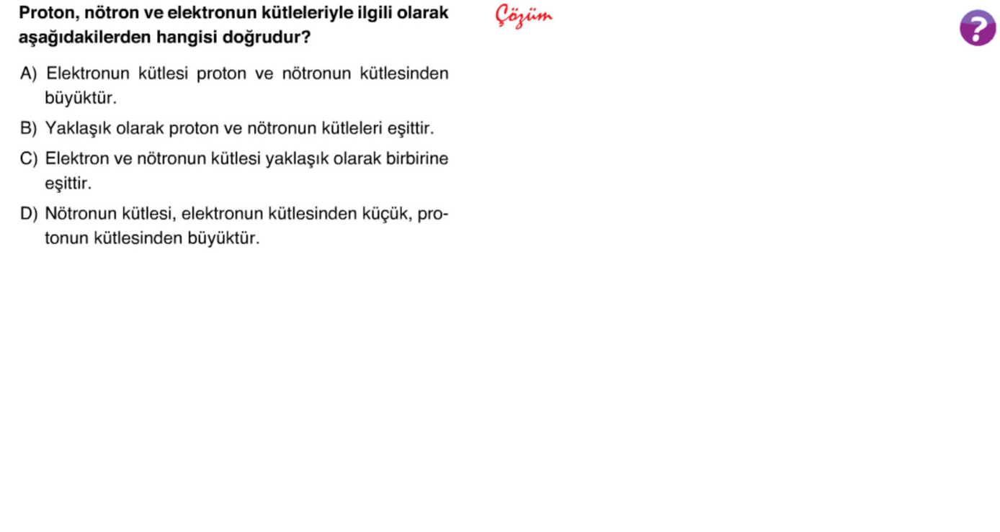 Proton, nötron ve elektronun kütleleriyle ilgili olarak
aşağıdakilerden hangisi doğrudur?
A) Elektronun kütlesi proton ve nötronun kütlesinden
büyüktür.
B) Yaklaşık olarak proton ve nötronun kütleleri eşittir.
C) Elektron ve nötronun kütlesi yaklaşık olarak birbirine
eşittir.
D) Nötronun kütlesi, elektronun kütlesinden küçük, pro-
tonun kütlesinden büyüktür.
Çözüm
?